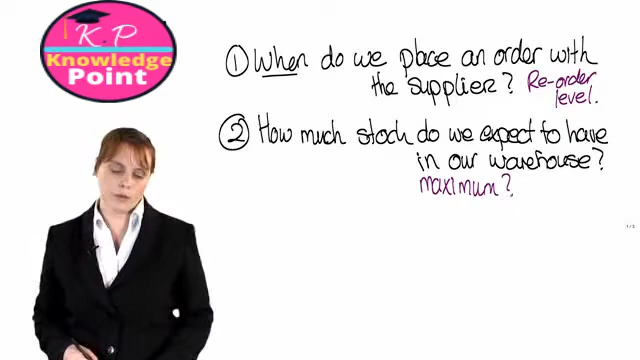 K.P
Knowledge
Point
① When do we place an order with
the supplier? Re-order
level.
② How much stock do we expect to have
in our warehouse?
maximum?